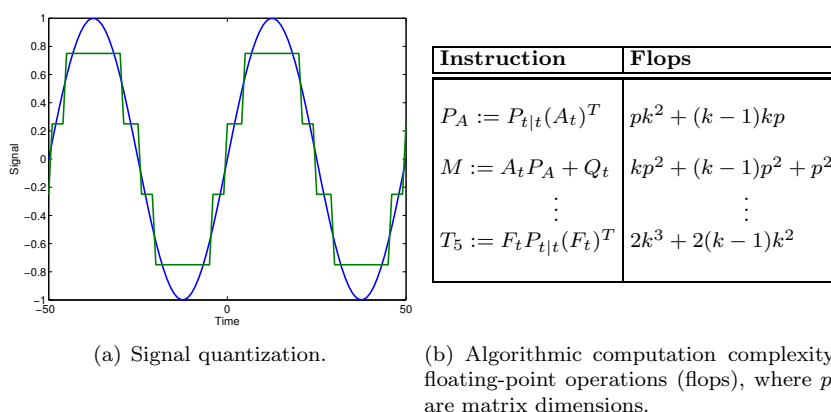 1
0.8
0.6
0.4
0.2
0
−0.2
−0.4
−0.6
−0.8
−1
Signal
−50 0 50
Time
(a) Signal quantization.
Instruction Flops
P_A := P_{t|t}(A_t)^T pk^2 + (k − 1)kp
M := A_t P_A + Q_t kp^2 + (k − 1)p^2 + p^2
⋮ ⋮
T_5 := F_t P_{t|t}(F_t)^T 2k^3 + 2(k − 1)k^2
(b) Algorithmic computation complexity
floating-point operations (flops), where p
are matrix dimensions.